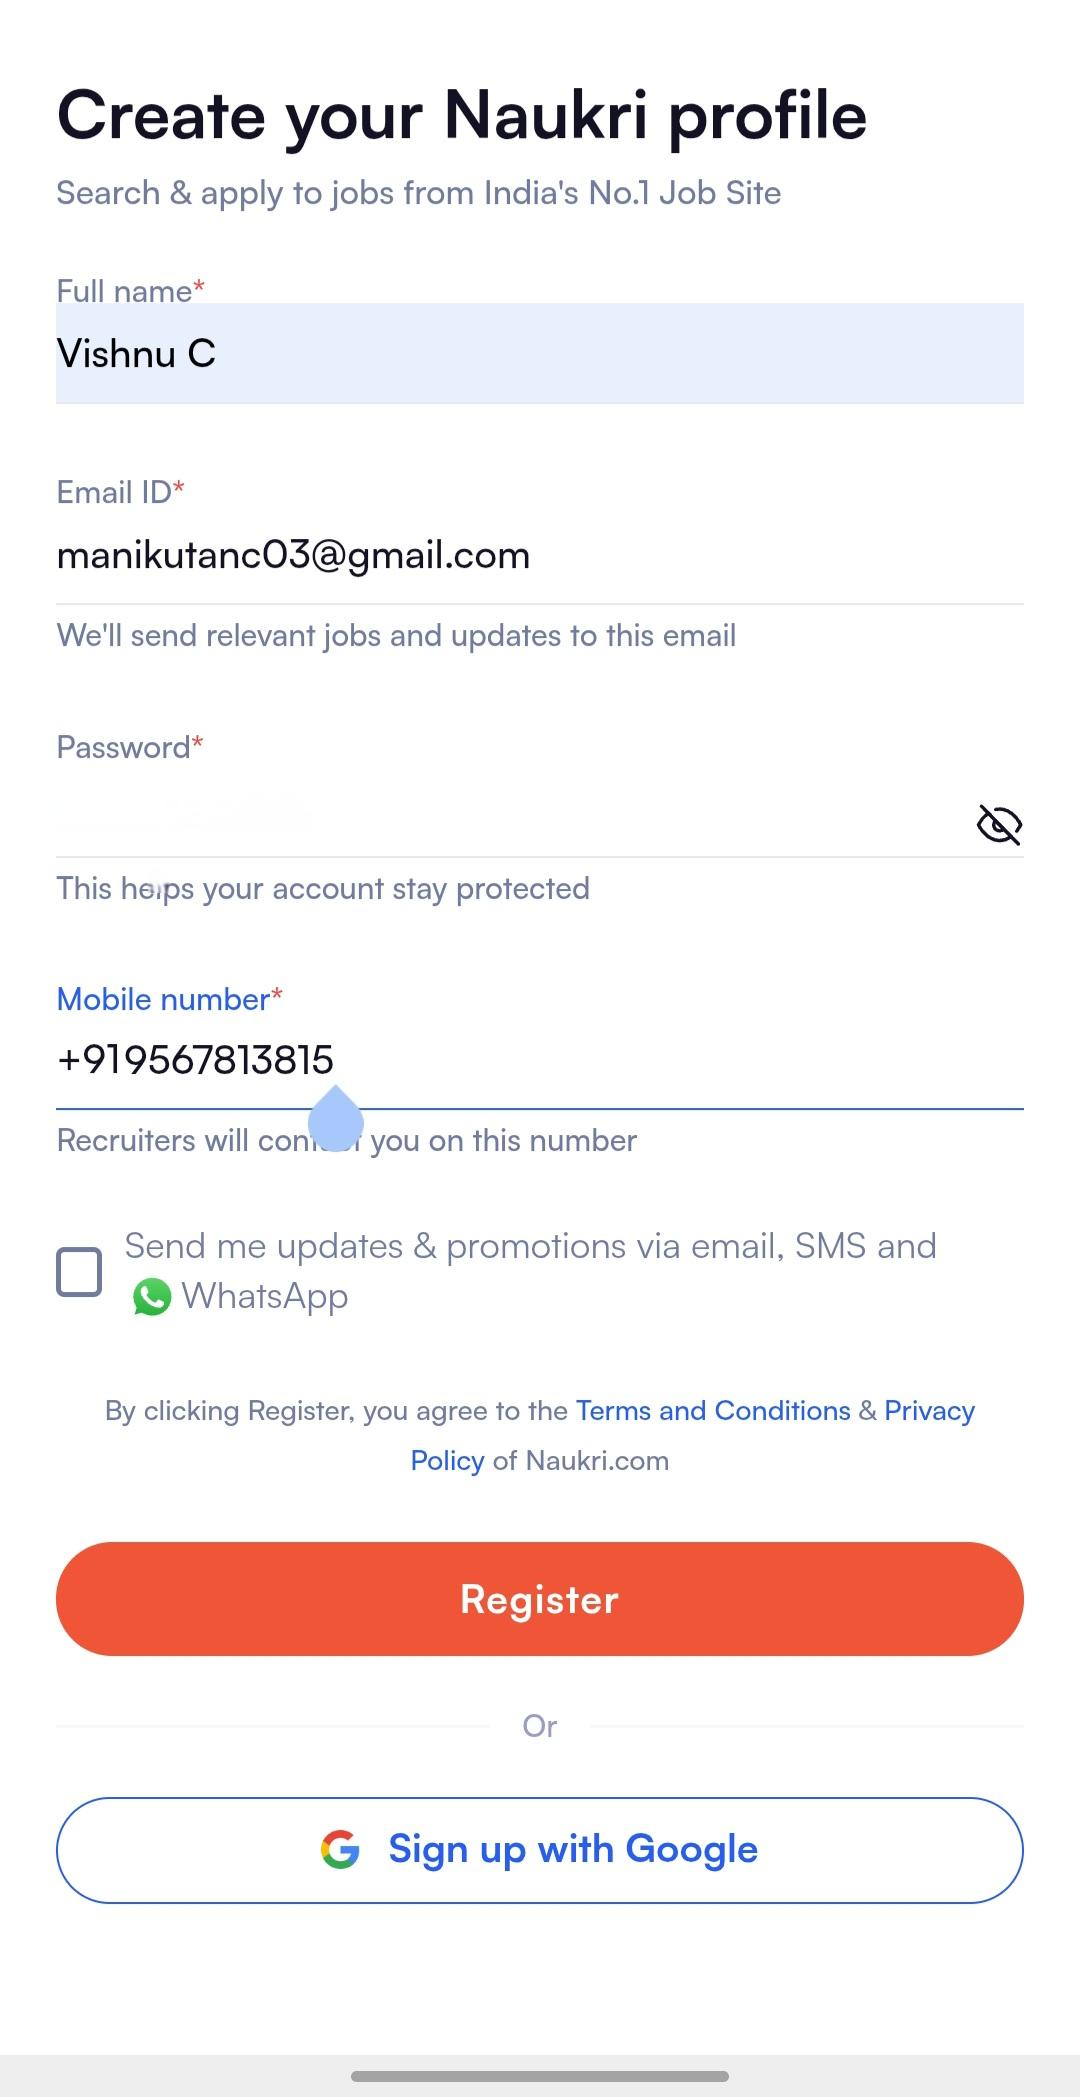 Create your Naukri profile
Search & apply to jobs from India's No.1 Job Site
Full name*
Vishnu C
Email ID*
manikutanc03@gmail.com
We'll send relevant jobs and updates to this email
Password*
This helps your account stay protected
Mobile number*
+919567813815
Recruiters will contact you on this number
Send me updates & promotions via email, SMS and
WhatsApp
By clicking Register, you agree to the Terms and Conditions & Privacy
Policy of Naukri.com
Register
Or
Sign up with Google